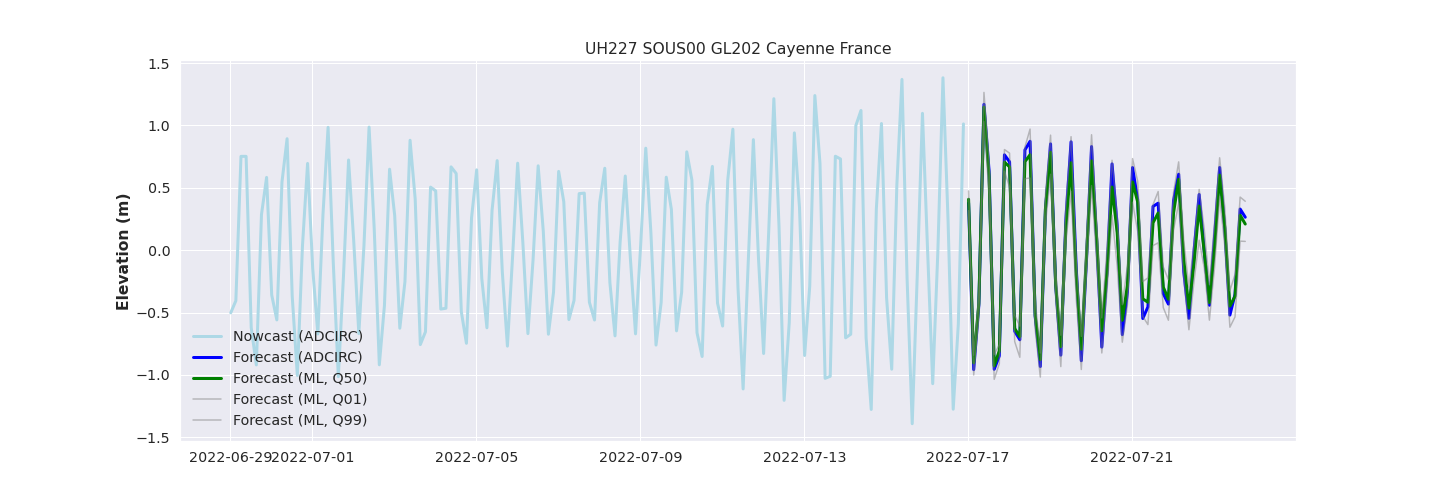 UH227 SOUS00 GL202 Cayenne France
Elevation (m)
1.5
1.0
0.5
0.0
−0.5
−1.0
−1.5
Nowcast (ADCIRC)
Forecast (ADCIRC)
Forecast (ML, Q50)
Forecast (ML, Q01)
Forecast (ML, Q99)
2022-06-29 2022-07-01 2022-07-05 2022-07-09 2022-07-13 2022-07-17 2022-07-21